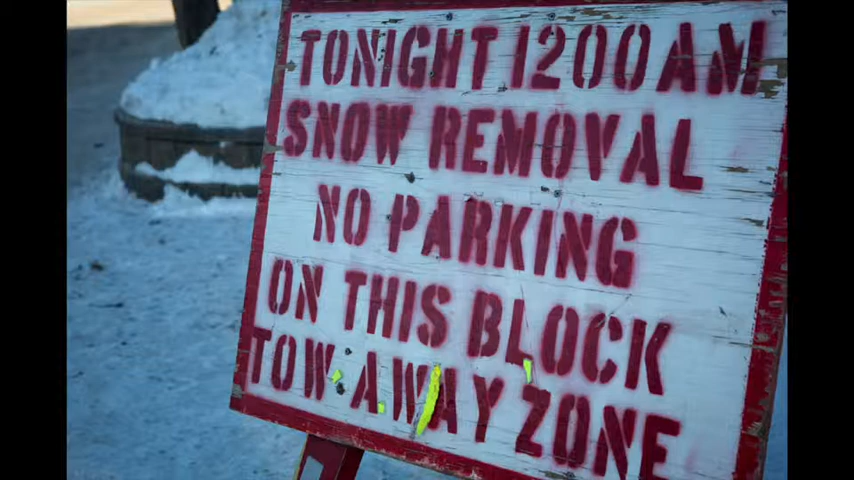 TONIGHT 1200 AM
SNOW REMOVAL
NO PARKING
ON THIS BLOCK
TOW AWAY ZONE